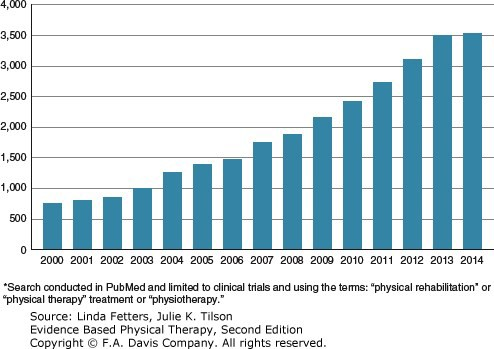 4,000
3,500
3,000
2,500
2,000
1,500
1,000
500
0
2000 2001 2002 2003 2004 2005 2006 2007 2008 2009 2010 2011 2012 2013 2014
*Search conducted in PubMed and limited to clinical trials and using the terms: “physical rehabilitation” or
“physical therapy” treatment or “physiotherapy.”
Source: Linda Fetters, Julie K. Tilson
Evidence Based Physical Therapy, Second Edition
Copyright © F.A. Davis Company. All rights reserved.